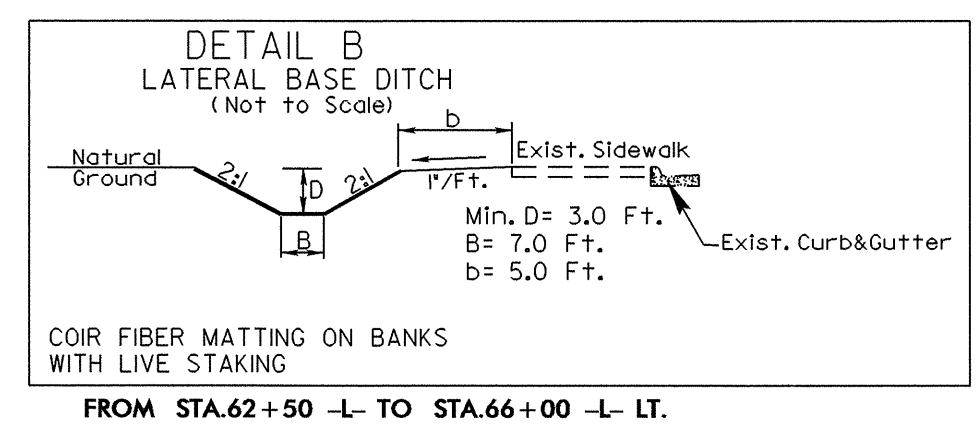 DETAIL B
LATERAL BASE DITCH
(Not to Scale)
b
Natural
Ground
2:1
D
2:1
1"/Ft.
Exist. Sidewalk
B
Min. D= 3.0 Ft.
B= 7.0 Ft.
b= 5.0 Ft.
Exist. Curb&Gutter
COIR FIBER MATTING ON BANKS
WITH LIVE STAKING
FROM STA.62+50 -L- TO STA.66+00 -L- LT.